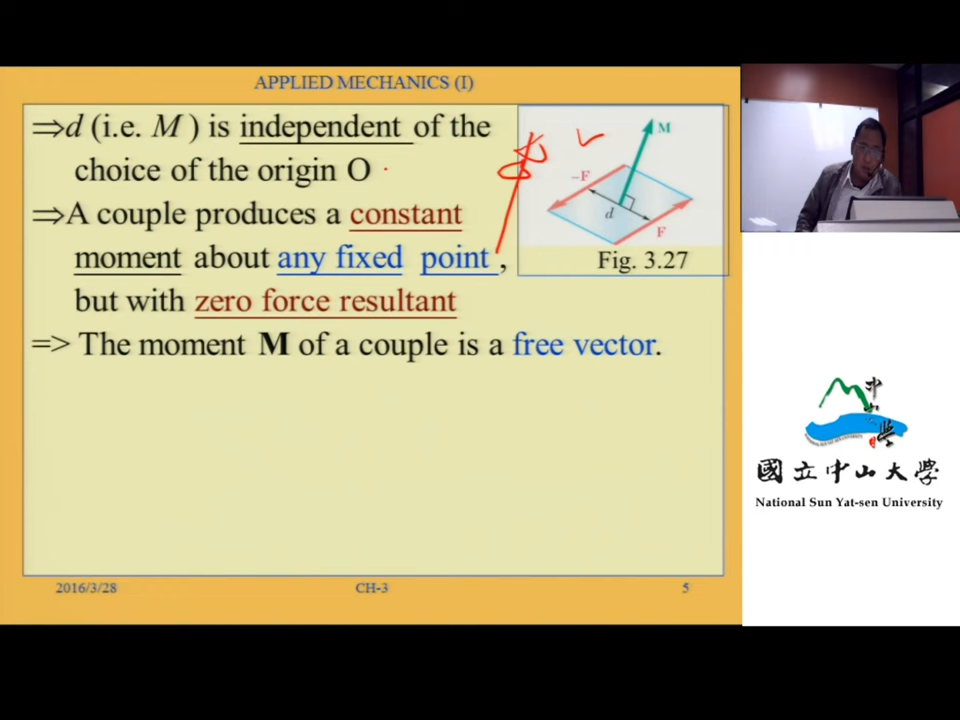 APPLIED MECHANICS (I)
⇒d (i.e. M ) is independent of the
choice of the origin O
⇒A couple produces a constant
moment about any fixed point ,
but with zero force resultant
=> The moment M of a couple is a free vector.
M
−F
d
F
Fig. 3.27
2016/3/28
CH-3
5
國立中山大學
National Sun Yat-sen University